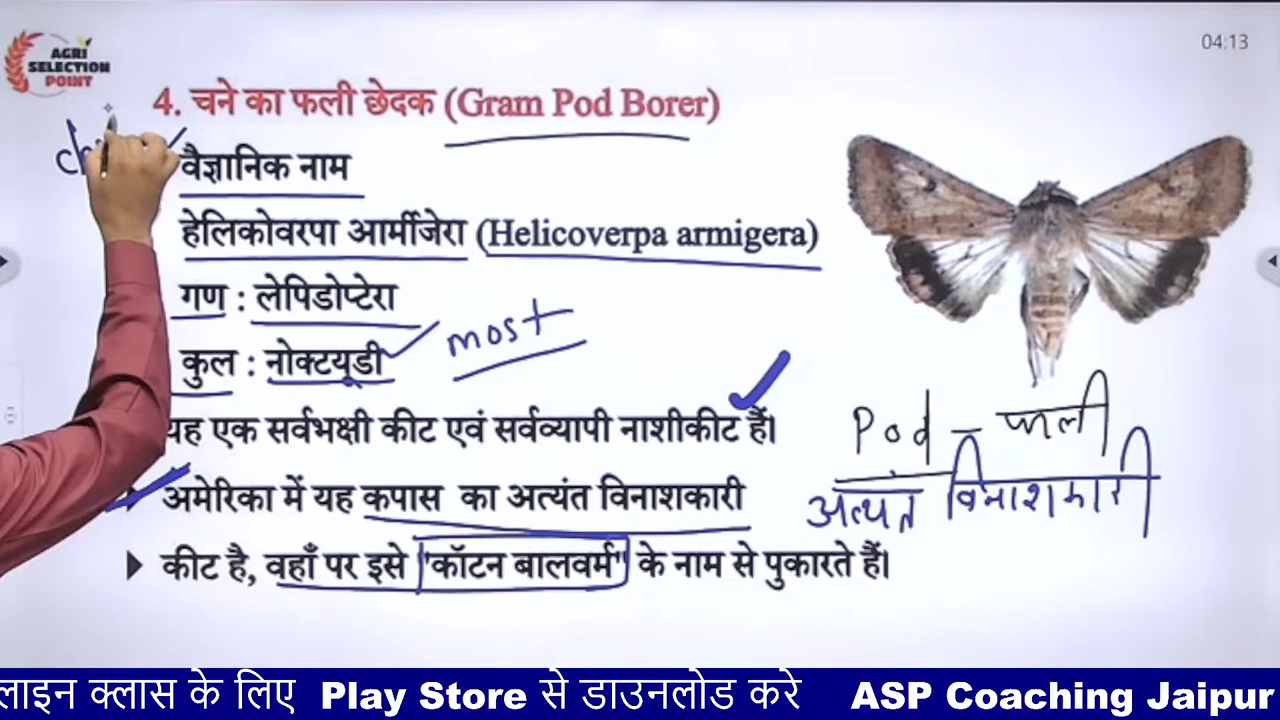 AGRI
SELECTION
POINT
04:13
4. चने का फली छेदक (Gram Pod Borer)
वैज्ञानिक नाम
हेलिकोवरपा आर्मीजेरा (Helicoverpa armigera)
गण : लेपिडोप्टेरा
कुल : नोक्टयूडी
most
यह एक सर्वभक्षी कीट एवं सर्वव्यापी नाशीकीट हैं।
Pod – फली
अमेरिका में यह कपास का अत्यंत विनाशकारी
अत्यंत विनाशकारी
कीट है, वहाँ पर इसे "कॉटन बालवर्म" के नाम से पुकारते हैं।
लाइन क्लास के लिए Play Store से डाउनलोड करे ASP Coaching Jaipur